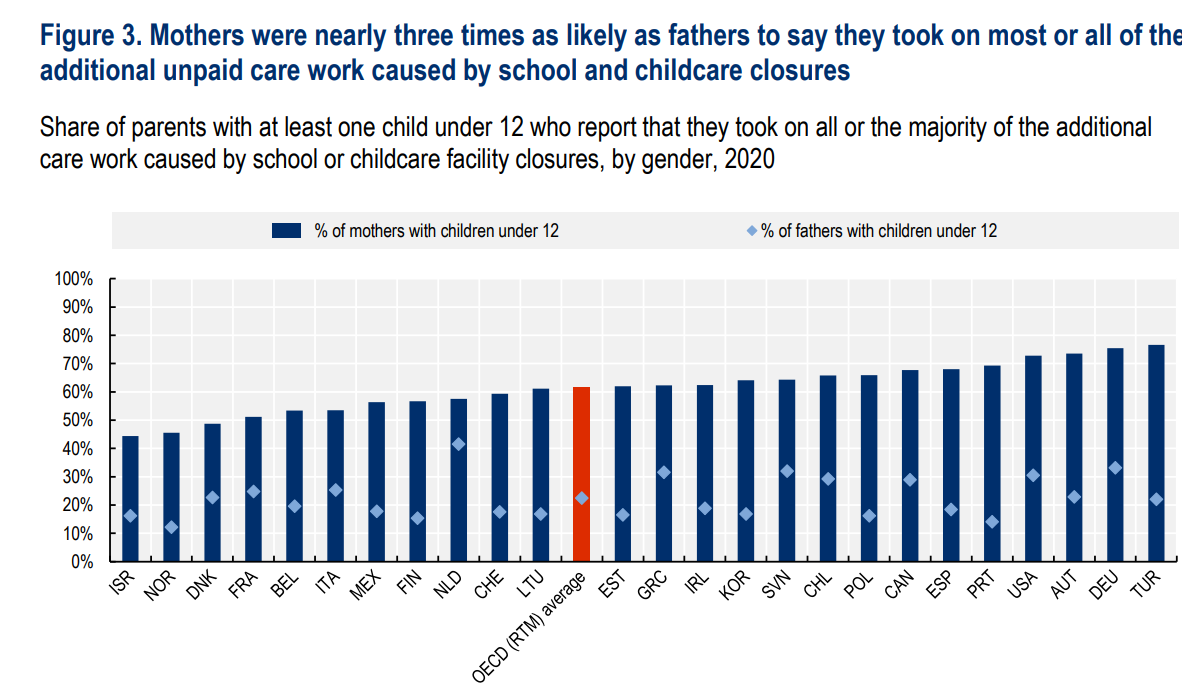 Figure 3. Mothers were nearly three times as likely as fathers to say they took on most or all of the
additional unpaid care work caused by school and childcare closures
Share of parents with at least one child under 12 who report that they took on all or the majority of the additional
care work caused by school or childcare facility closures, by gender, 2020
% of mothers with children under 12
% of fathers with children under 12
100%
90%
80%
70%
60%
50%
40%
30%
20%
10%
0%
ISR
NOR
DNK
FRA
BEL
ITA
MEX
FIN
NLD
CHE
LTU
OECD (RTM) average
EST
GRC
IRL
KOR
SVN
CHL
POL
CAN
ESP
PRT
USA
AUT
DEU
TUR